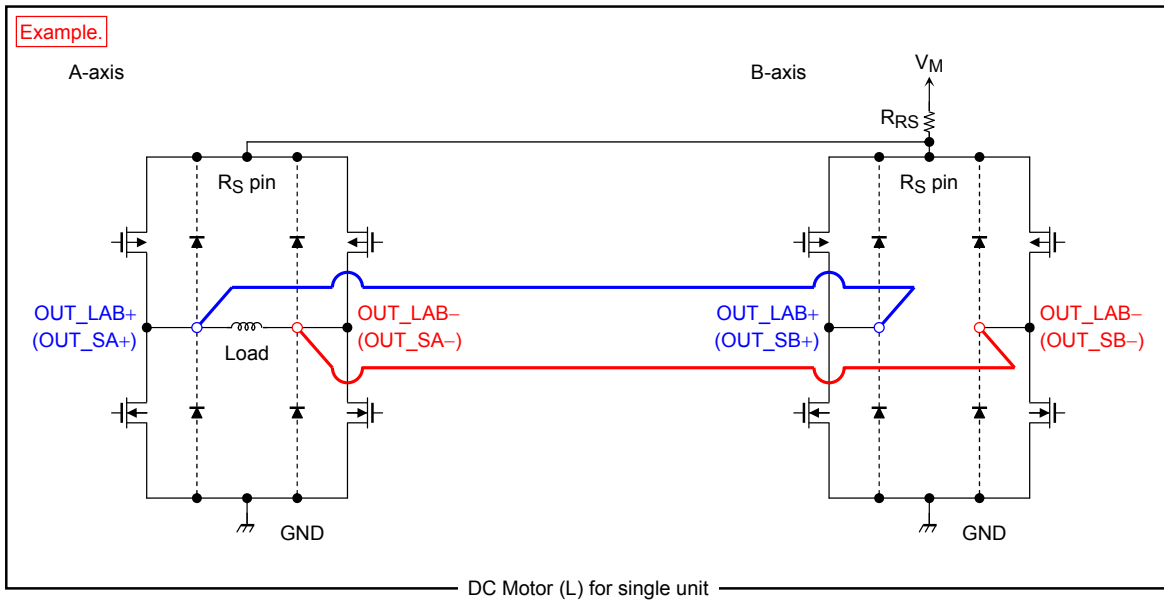 Example.
A-axis
B-axis
VM
RRS
RS pin
RS pin
OUT_LAB+
(OUT_SA+)
Load
OUT_LAB−
(OUT_SA−)
OUT_LAB+
(OUT_SB+)
OUT_LAB−
(OUT_SB−)
GND
GND
DC Motor (L) for single unit